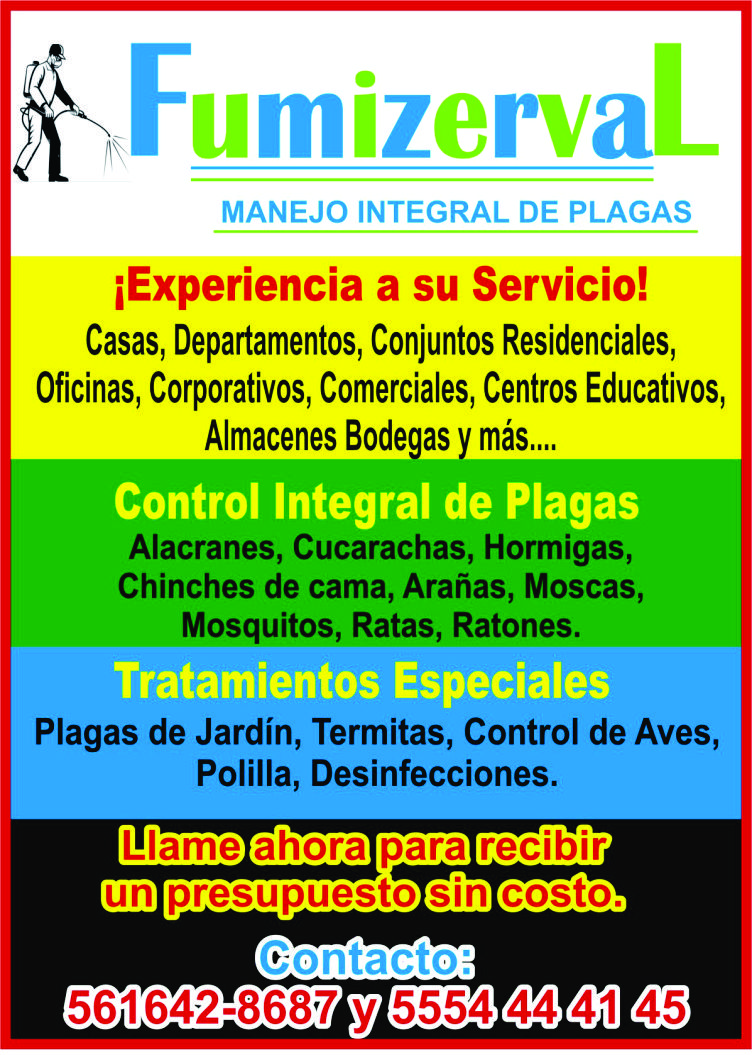 FumizervaL
MANEJO INTEGRAL DE PLAGAS
¡Experiencia a su Servicio!
Casas, Departamentos, Conjuntos Residenciales,
Oficinas, Corporativos, Comerciales, Centros Educativos,
Almacenes Bodegas y más....
Control Integral de Plagas
Alacranes, Cucarachas, Hormigas,
Chinches de cama, Arañas, Moscas,
Mosquitos, Ratas, Ratones.
Tratamientos Especiales
Plagas de Jardín, Termitas, Control de Aves,
Polilla, Desinfecciones.
Llame ahora para recibir
un presupuesto sin costo.
Contacto:
561642-8687 y 5554 44 41 45